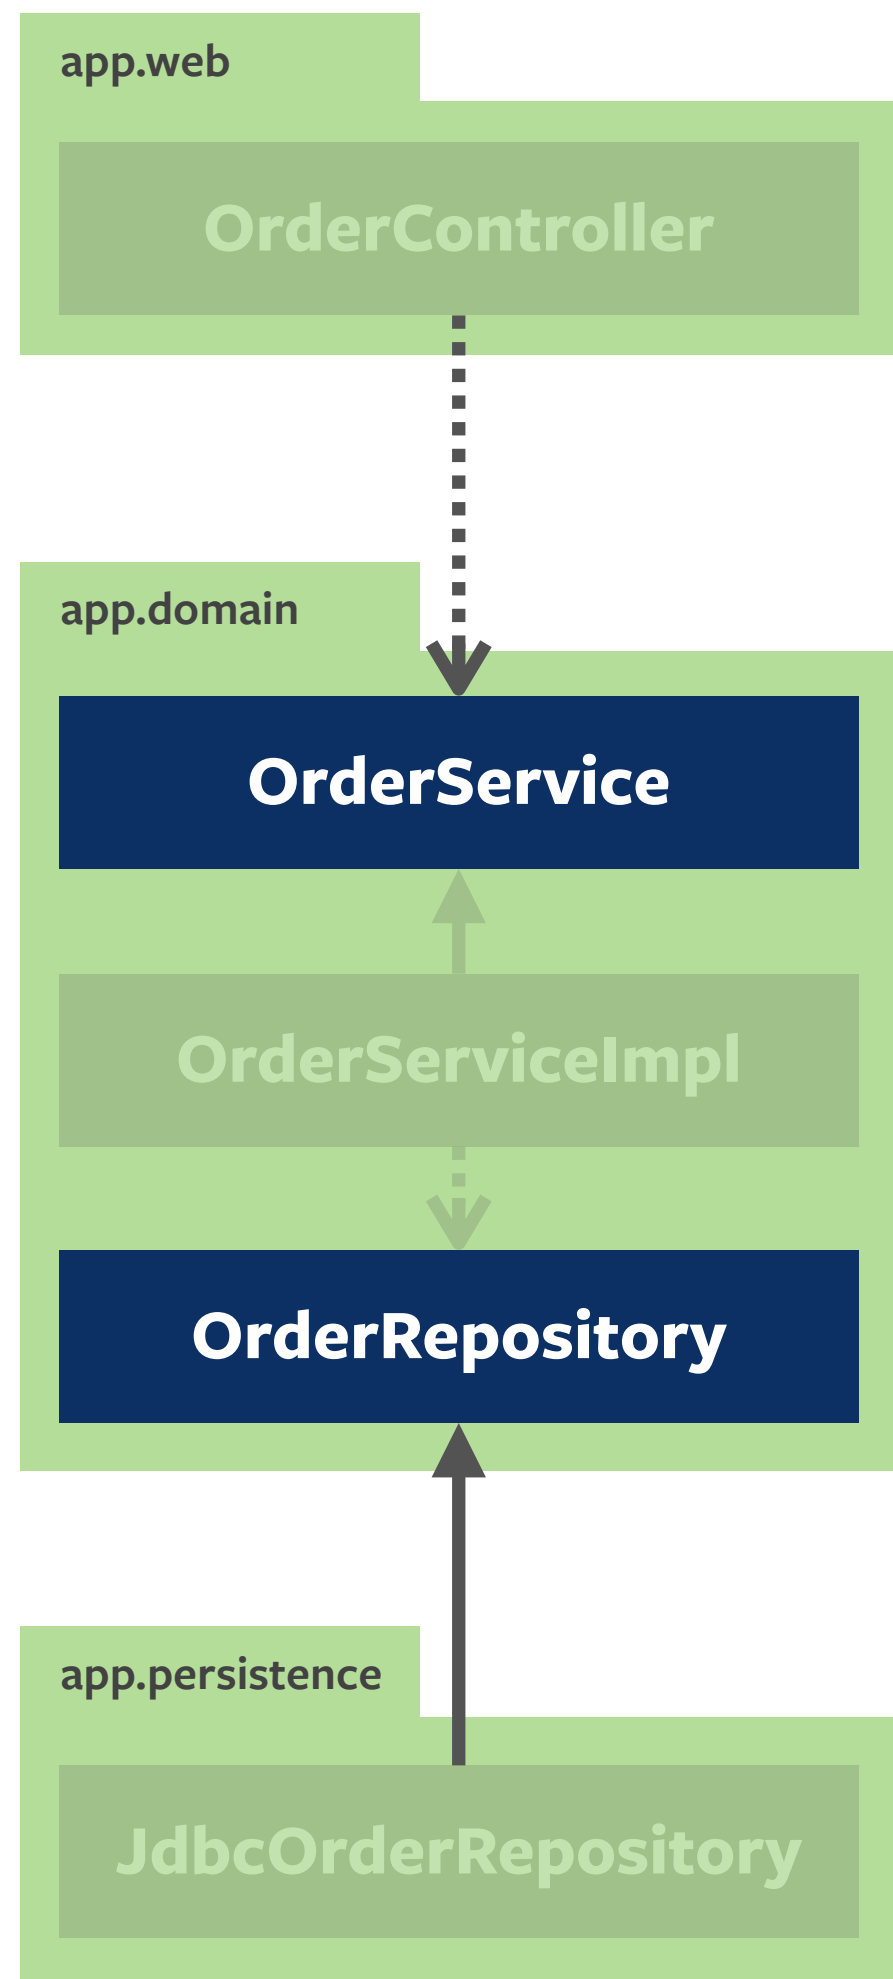 app.web
OrderController
app.domain
OrderService
OrderServiceImpl
OrderRepository
app.persistence
JdbcOrderRepository